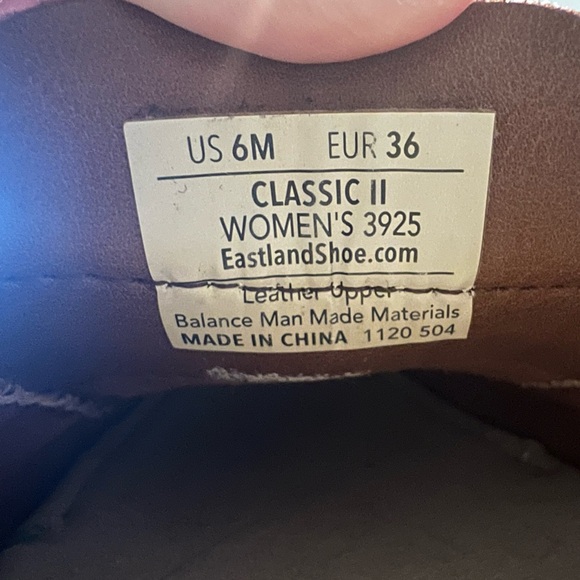 US 6M EUR 36
CLASSIC II
WOMEN'S 3925
EastlandShoe.com
Leather Upper
Balance Man Made Materials
MADE IN CHINA 1120 504